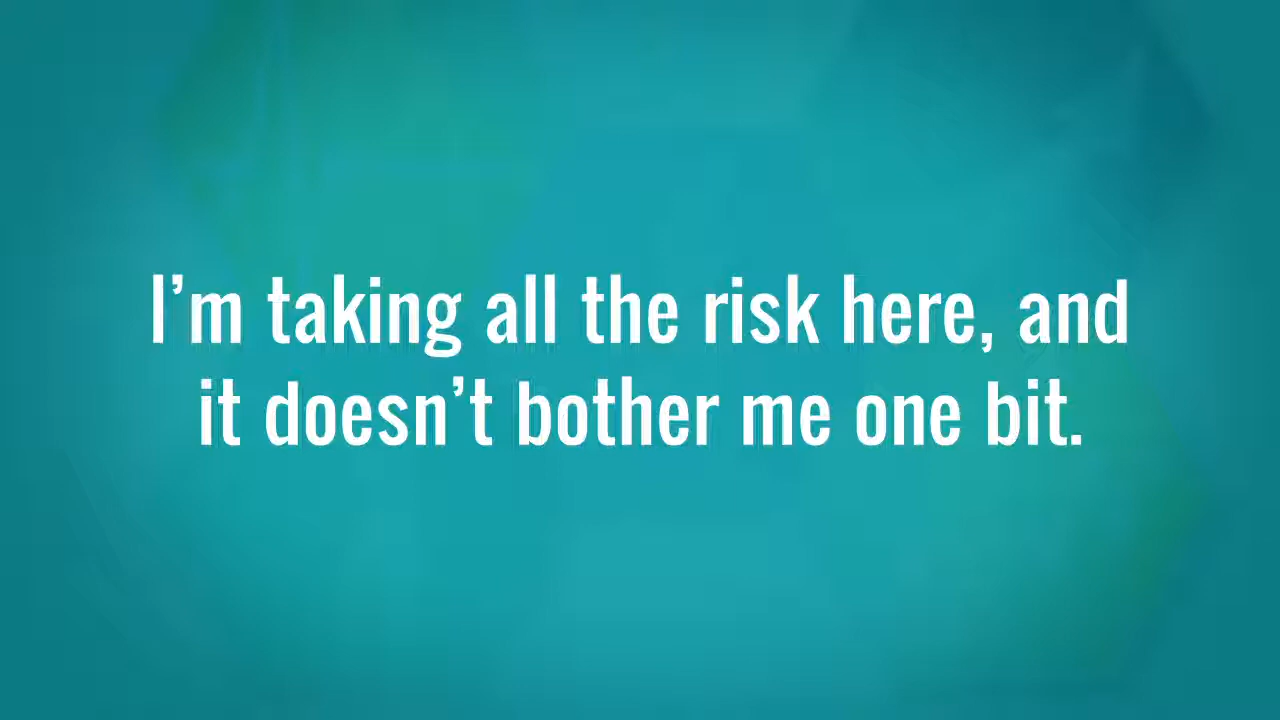 I’m taking all the risk here, and
it doesn’t bother me one bit.